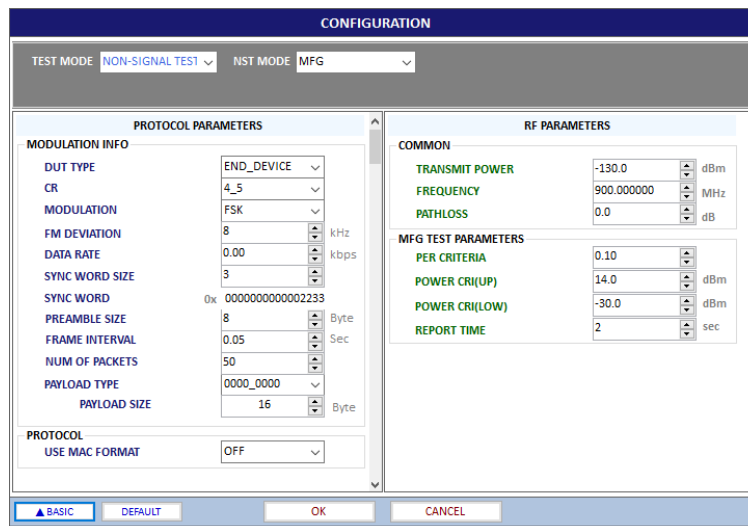 CONFIGURATION
TEST MODE NON-SIGNAL TEST NST MODE MFG
PROTOCOL PARAMETERS
MODULATION INFO
DUT TYPE END_DEVICE
CR 4_5
MODULATION FSK
FM DEVIATION 8 kHz
DATA RATE 0.00 kbps
SYNC WORD SIZE 3
SYNC WORD 0x 0000000000002233
PREAMBLE SIZE 8 Byte
FRAME INTERVAL 0.05 Sec
NUM OF PACKETS 50
PAYLOAD TYPE 0000_0000
PAYLOAD SIZE 16 Byte
PROTOCOL
USE MAC FORMAT OFF
RF PARAMETERS
COMMON
TRANSMIT POWER -130.0 dBm
FREQUENCY 900.000000 MHz
PATHLOSS 0.0 dB
MFG TEST PARAMETERS
PER CRITERIA 0.10
POWER CRI(UP) 14.0 dBm
POWER CRI(LOW) -30.0 dBm
REPORT TIME 2 sec
▲ BASIC DEFAULT OK CANCEL